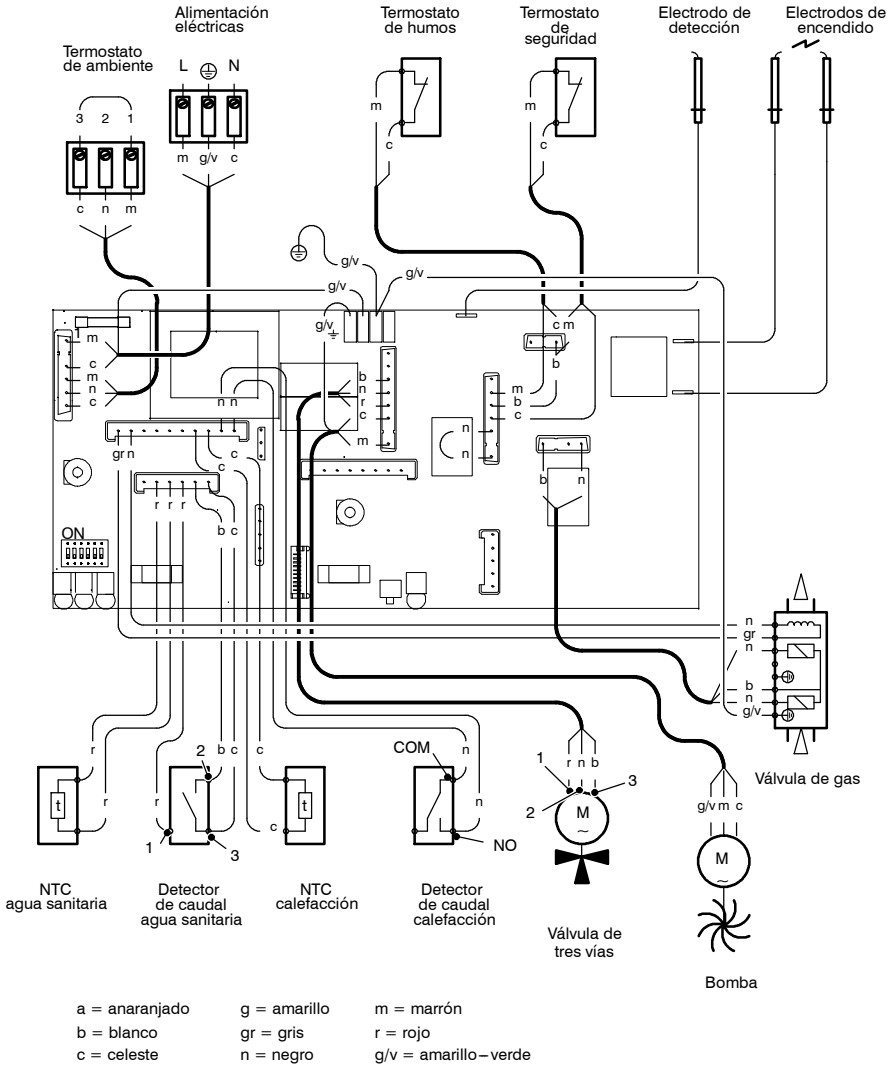 Alimentación
eléctricas
Termostato
de humos
Termostato
de
seguridad
Electrodo de
detección
Electrodos de
encendido
Termostato
de ambiente
L N
3 2 1
m g/v c
c n m
m
c
m
c
g/v
g/v
g/v
g/v
1
m
c
m
n
c
n n
b
n
r
m
c m
b
m
b
c
n
n
gr n
c
c
r r r
b c
b n
ON
n
gr
n
b
n
g/v
Válvula de gas
r
r
r
2
b c
c
c
1
3
COM
n
n
NO
r n b
1
2
3
M
~
g/v m c
M
~
t
t
NTC
agua sanitaria
Detector
de caudal
agua sanitaria
NTC
calefacción
Detector
de caudal
calefacción
Válvula de
tres vías
Bomba
a = anaranjado g = amarillo m = marrón
b = blanco gr = gris r = rojo
c = celeste n = negro g/v = amarillo–verde